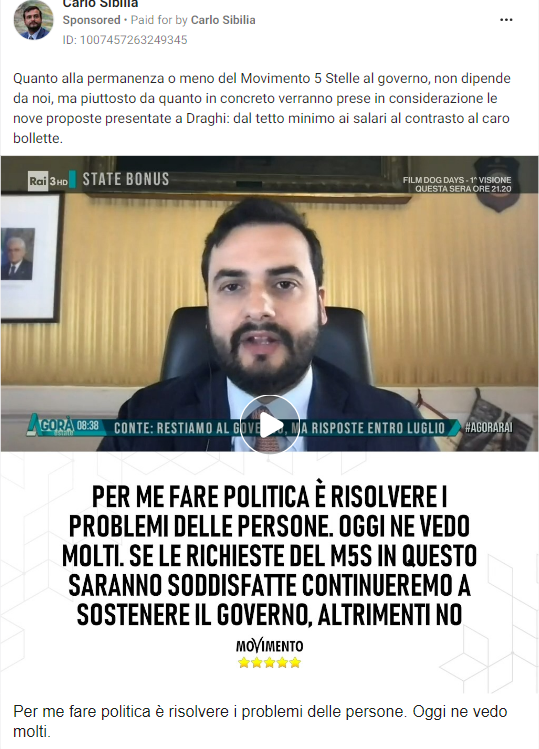 Carlo Sibilia
Sponsored • Paid for by Carlo Sibilia
ID: 1007457263249345
Quanto alla permanenza o meno del Movimento 5 Stelle al governo, non dipende
da noi, ma piuttosto da quanto in concreto verranno prese in considerazione le
nove proposte presentate a Draghi: dal tetto minimo ai salari al contrasto al caro
bollette.
Rai 3HD STATE BONUS
FILM DOG DAYS - 1ª VISIONE
QUESTA SERA ORE 21.20
AGORÀ 08:38 CONTE: RESTIAMO AL GOVERNO, MA RISPOSTE ENTRO LUGLIO #AGORARAI
PER ME FARE POLITICA È RISOLVERE I
PROBLEMI DELLE PERSONE. OGGI NE VEDO
MOLTI. SE LE RICHIESTE DEL M5S IN QUESTO
SARANNO SODDISFATTE CONTINUEREMO A
SOSTENERE IL GOVERNO, ALTRIMENTI NO
MOVIMENTO
Per me fare politica è risolvere i problemi delle persone. Oggi ne vedo
molti.